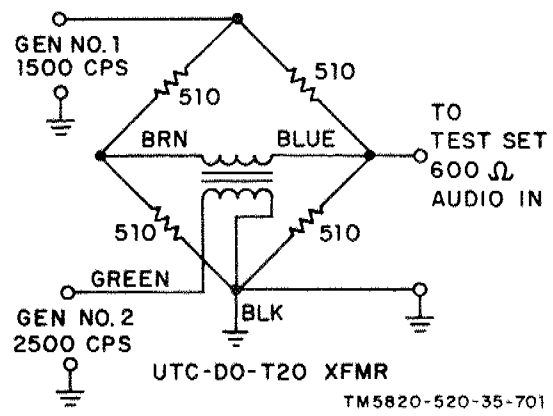 GEN NO.1
1500 CPS
510
510
BRN
BLUE
TO
TEST SET
600 Ω
AUDIO IN
510
510
GREEN
BLK
GEN NO. 2
2500 CPS
UTC-DO-T20 XFMR
TM5820-520-35-701